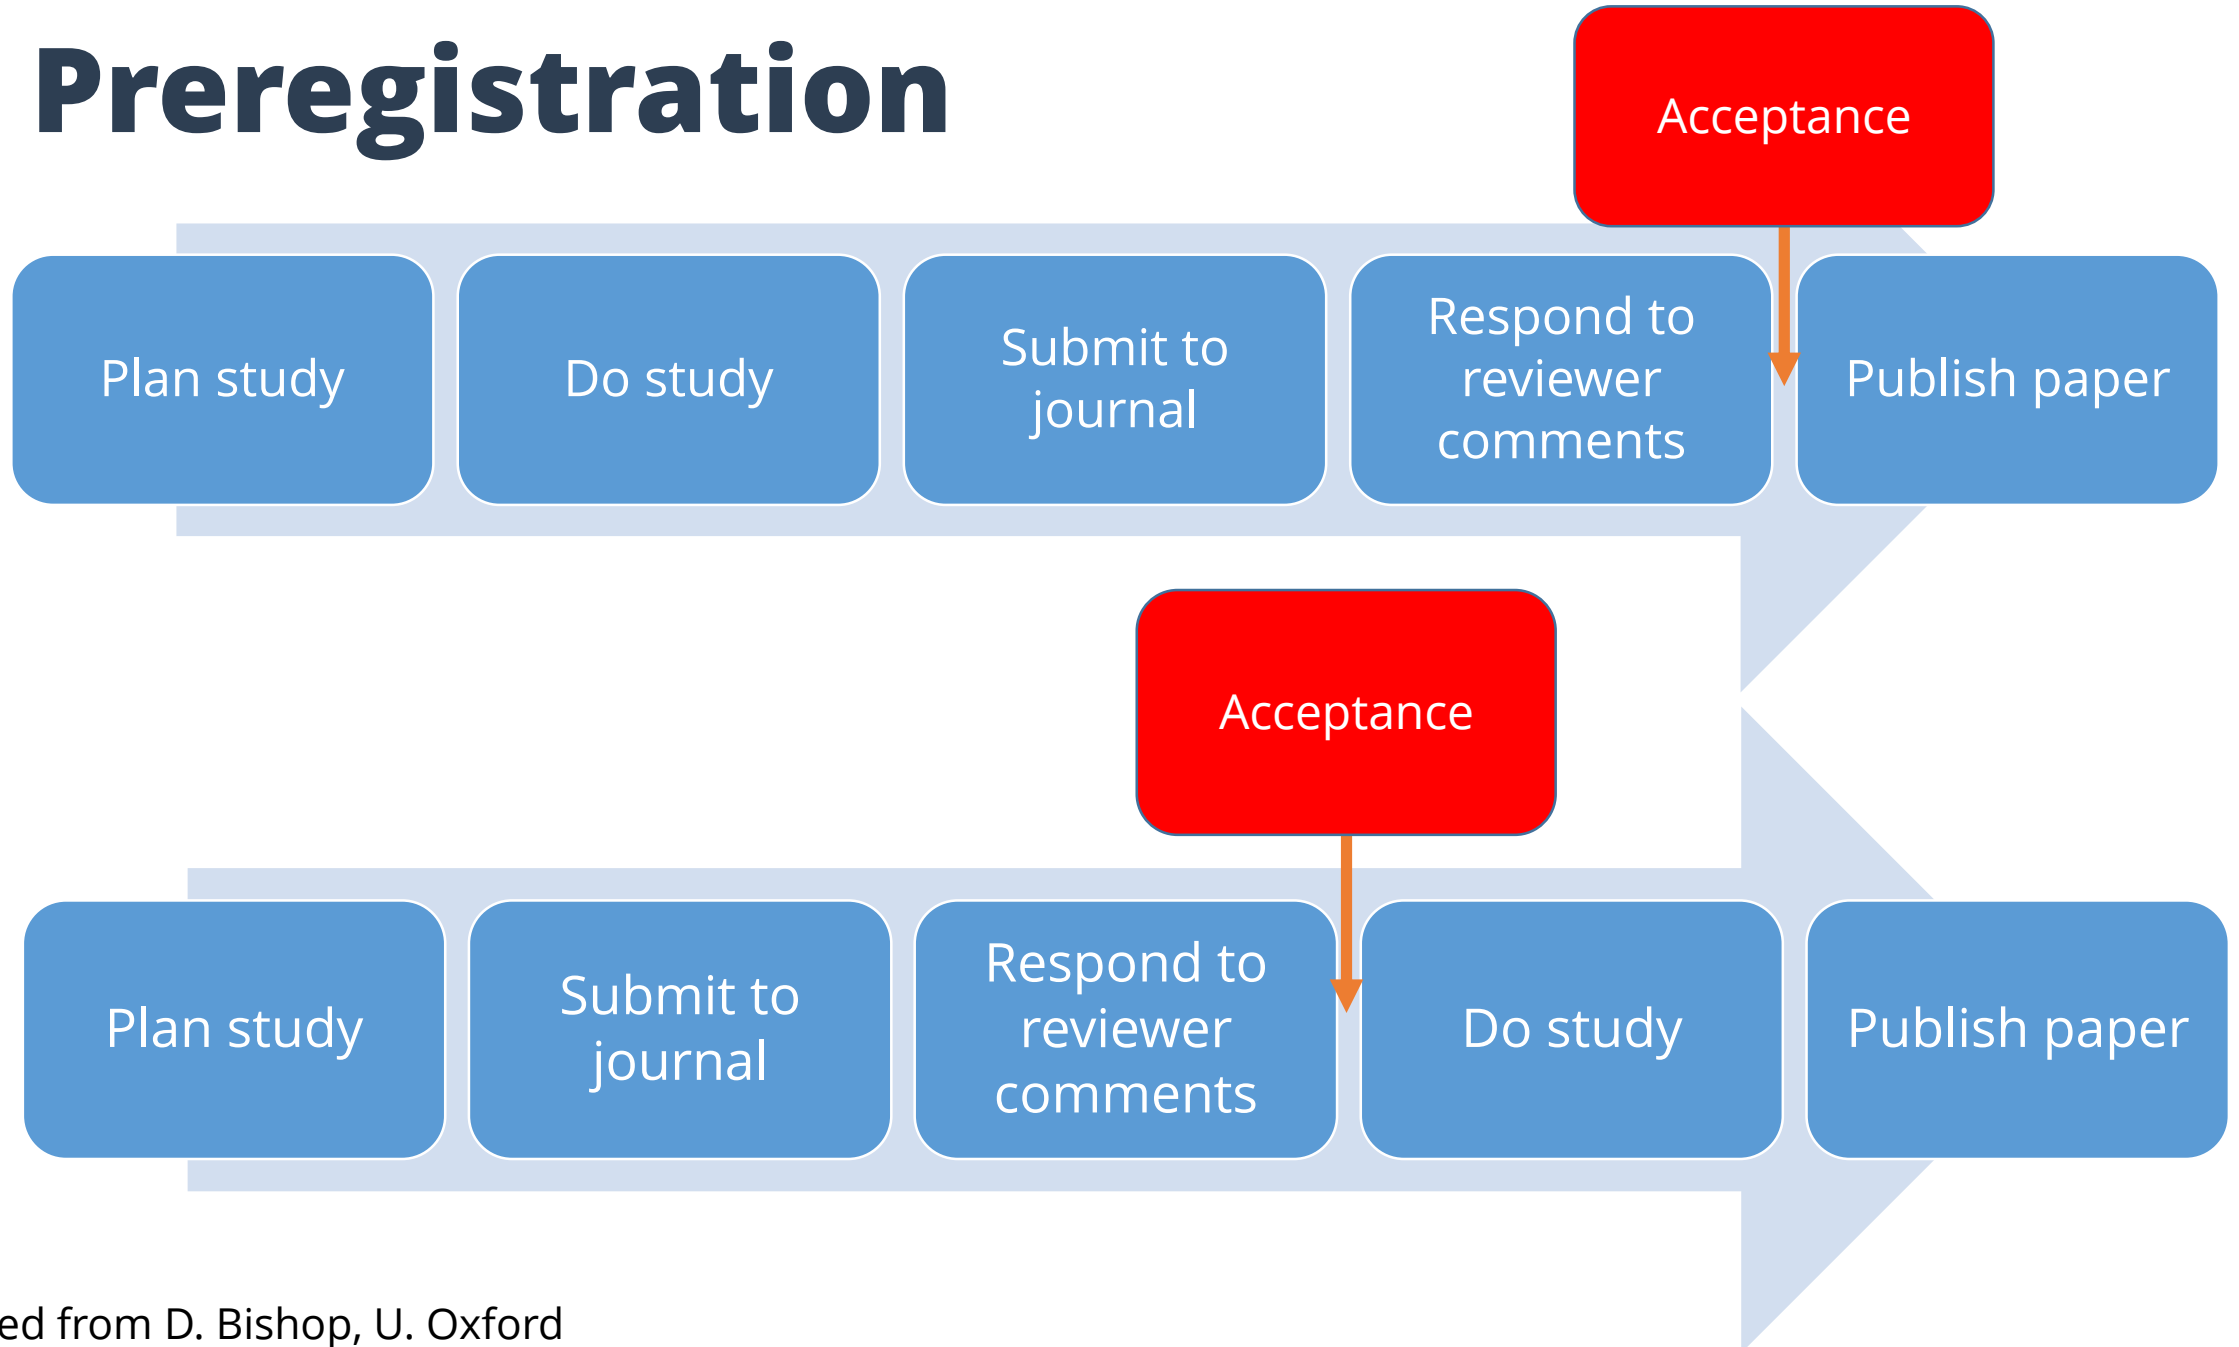 Preregistration
Acceptance
Plan study
Do study
Submit to
journal
Respond to
reviewer
comments
Publish paper
Acceptance
Plan study
Submit to
journal
Respond to
reviewer
comments
Do study
Publish paper
ed from D. Bishop, U. Oxford